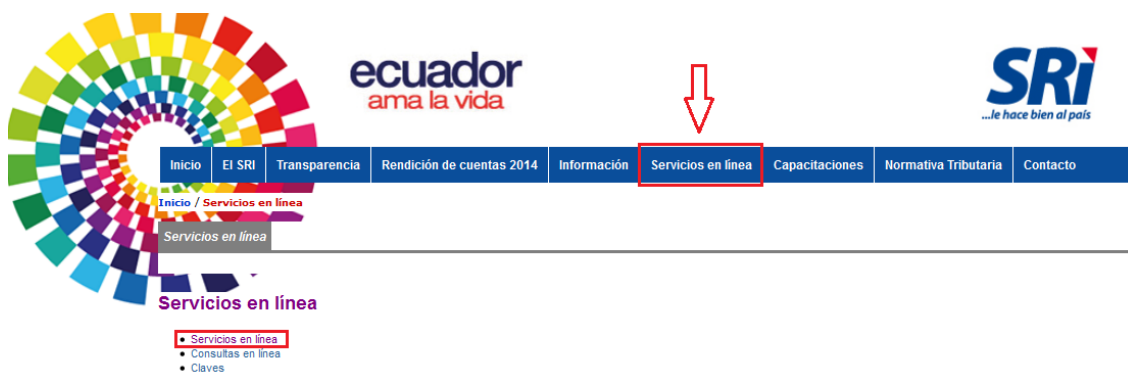 ecuador
ama la vida
SRi
...le hace bien al país
Inicio El SRI Transparencia Rendición de cuentas 2014 Información Servicios en línea Capacitaciones Normativa Tributaria Contacto
Inicio / Servicios en línea
Servicios en línea
Servicios en línea
• Servicios en línea
• Consultas en línea
• Claves